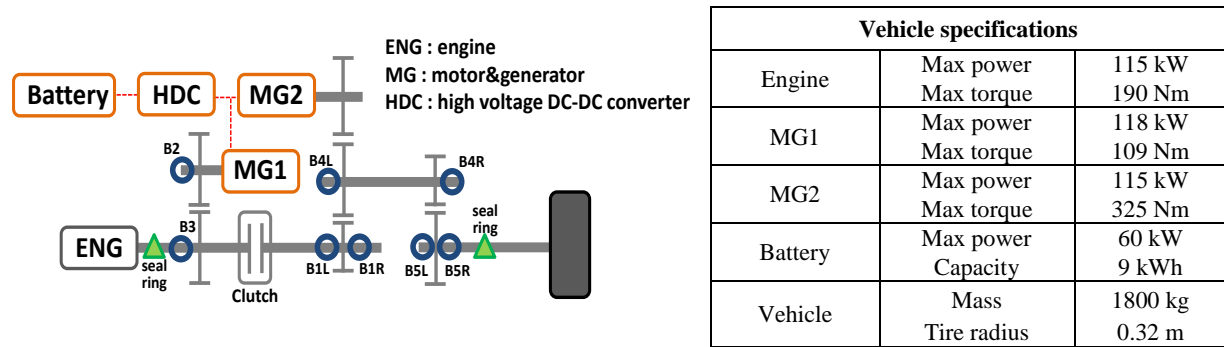 ENG : engine
MG : motor&generator
HDC : high voltage DC-DC converter
Battery
HDC
MG2
B2
MG1
B4L
B4R
ENG
seal
ring
B3
Clutch
B1L
B1R
B5L
B5R
seal
ring
Vehicle specifications
Engine
Max power 115 kW
Max torque 190 Nm
MG1
Max power 118 kW
Max torque 109 Nm
MG2
Max power 115 kW
Max torque 325 Nm
Battery
Max power 60 kW
Capacity 9 kWh
Vehicle
Mass 1800 kg
Tire radius 0.32 m